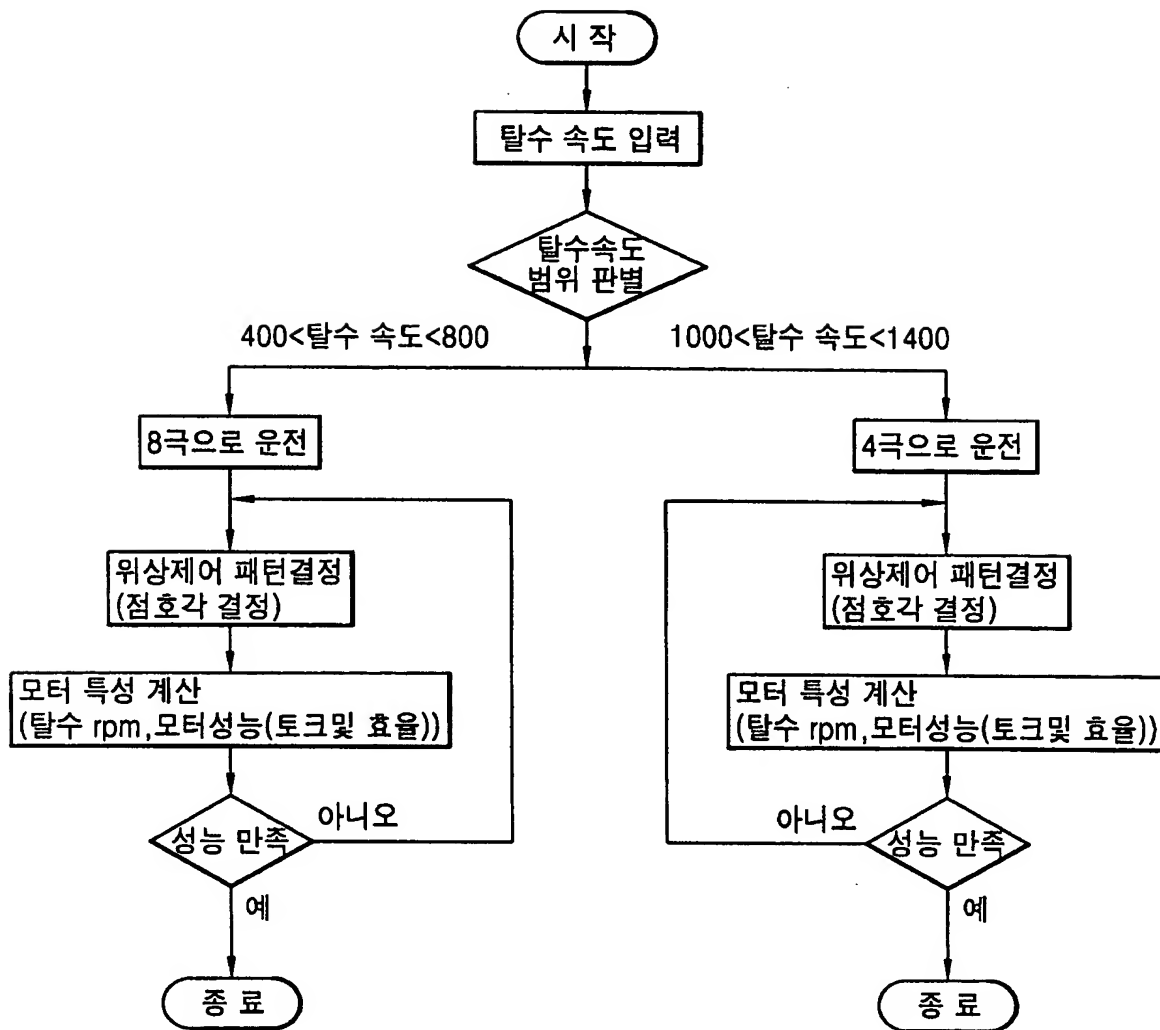 시 작
탈수 속도 입력
탈수속도
범위 판별
400<탈수 속도<800
1000<탈수 속도<1400
8극으로 운전
4극으로 운전
위상제어 패턴결정
(점호각 결정)
위상제어 패턴결정
(점호각 결정)
모터 특성 계산
(탈수 rpm,모터성능(토크및 효율))
모터 특성 계산
(탈수 rpm,모터성능(토크및 효율))
성능 만족
아니오
아니오
성능 만족
예
예
종 료
종 료